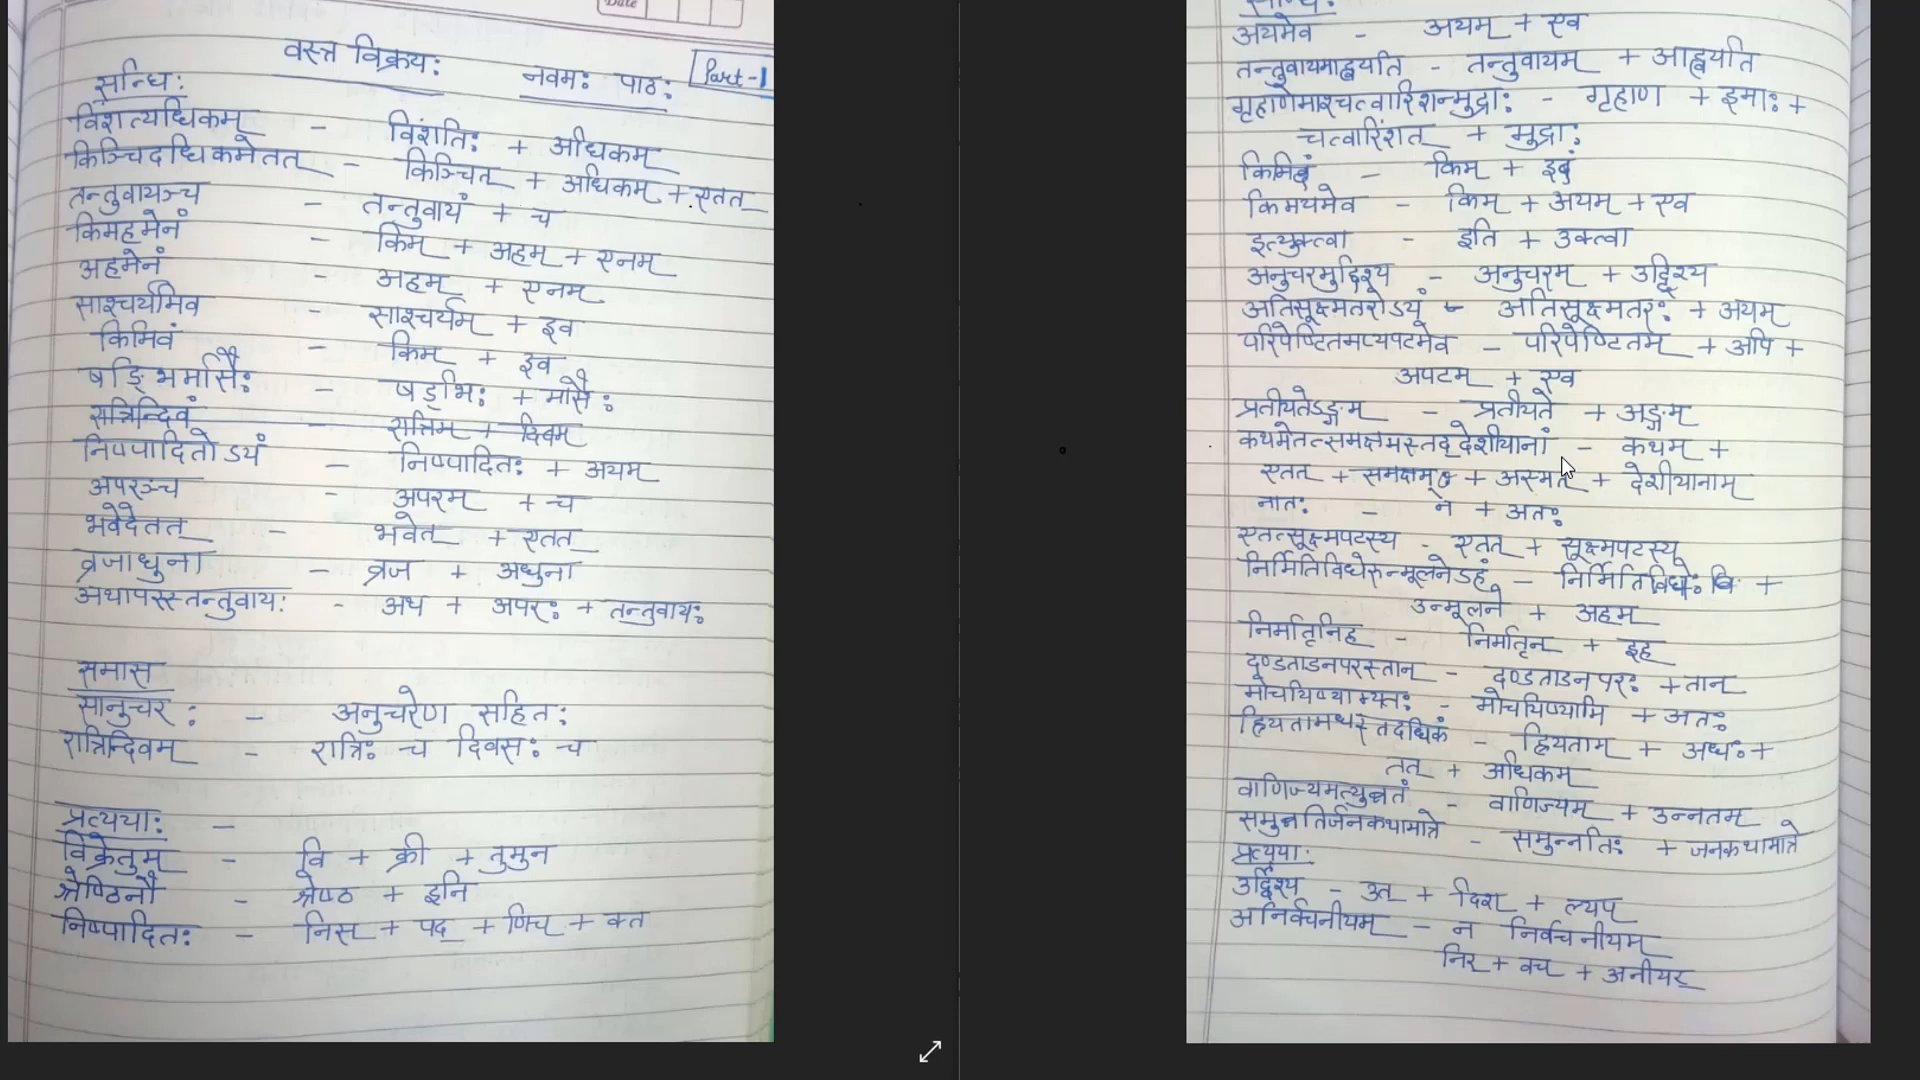 Date
वस्त्र विक्रयः
नवमः पाठः
Part-1
सन्धिः
विंशत्यधिकम् - विंशतिः + अधिकम्
किञ्चिदधिकमेतत् - किञ्चित् + अधिकम् + एतत्
तन्तुवायञ्च - तन्तुवायं + च
किमहमेनं - किम् + अहम् + एनम्
अहमेनं - अहम् + एनम्
साश्चर्यमिव - साश्चर्यम् + इव
किमिवं - किम् + इव
षड्भिर्मासैः - षड्भिः + मासैः
रात्रिन्दिवं - रात्रिम् + दिवम्
निष्पादितोऽयं - निष्पादितः + अयम्
अपरञ्च - अपरम् + च
भवेदेतत् - भवेत् + एतत्
व्रजाधुना - व्रज + अधुना
अथापरस्तन्तुवायः - अथ + अपरः + तन्तुवायः
समास
सानुचरः - अनुचरेण सहितः
रात्रिन्दिवम् - रात्रिः च दिवसः च
प्रत्ययाः -
विक्रेतुम् - वि + क्री + तुमुन
श्रेष्ठिनौ - श्रेष्ठ + इनि
निष्पादितः - निस् + पद् + णिच् + क्त
सन्धिः
अयमेव - अयम् + एव
तन्तुवायमाह्वयति - तन्तुवायम् + आह्वयति
गृहाणेमाश्चत्वारिंशन्मुद्राः - गृहाण + इमाः +
चत्वारिंशत् + मुद्राः
किमिदं - किम् + इदं
किमयमेव - किम् + अयम् + एव
इत्युक्त्वा - इति + उक्त्वा
अनुचरमुद्दिश्य - अनुचरम् + उद्दिश्य
अतिसूक्ष्मतरोऽयं - अतिसूक्ष्मतरः + अयम्
परिवेष्टितमप्यपटमेव - परिवेष्टितम् + अपि +
अपटम् + एव
प्रतीयतेऽङ्गम् - प्रतीयते + अङ्गम्
कथमेतत्समक्षमस्तद्देशीयानां - कथम् +
एतत् + समक्षम् + अस्मत् + देशीयानाम्
नातः - न + अतः
एतत्सूक्ष्मपटस्य - एतत् + सूक्ष्मपटस्य
निर्मितिविधेरुन्मूलनेऽहं - निर्मितिविधेः +
उन्मूलने + अहम्
निर्मातृनिह - निर्मातृन् + इह
दण्डताडनपरस्तान् - दण्डताडनपरः + तान्
मोचयिष्याम्यतः - मोचयिष्यामि + अतः
ह्रियतामधस्तदधिकं - ह्रियताम् + अधः +
तत् + अधिकम्
वाणिज्यमत्युन्नतं - वाणिज्यम् + उन्नतम्
समुन्नतिर्जनकथामात्रे - समुन्नतिः + जनकथामात्रे
प्रत्ययाः
उद्दिश्य - उत् + दिश + ल्यप्
अनिर्वचनीयम् - न निर्वचनीयम्
निर् + वच् + अनीयर्